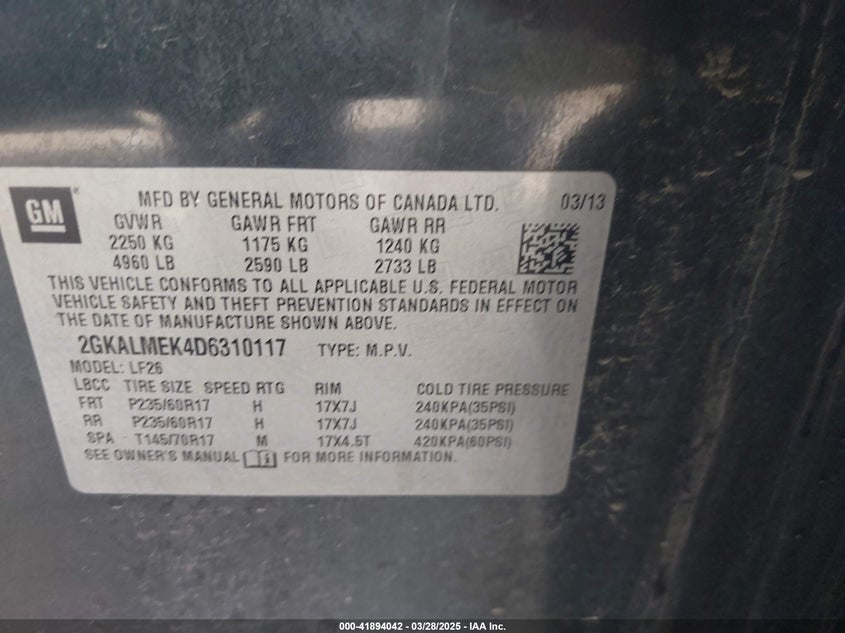 GM ®
MFD BY GENERAL MOTORS OF CANADA LTD. 03/13
GVWR GAWR FRT GAWR RR
2250 KG 1175 KG 1240 KG
4960 LB 2590 LB 2733 LB
THIS VEHICLE CONFORMS TO ALL APPLICABLE U.S. FEDERAL MOTOR
VEHICLE SAFETY AND THEFT PREVENTION STANDARDS IN EFFECT ON
THE DATE OF MANUFACTURE SHOWN ABOVE.
2GKALMEK4D6310117 TYPE: M.P.V.
MODEL: LF26
LBCC TIRE SIZE SPEED RTG RIM COLD TIRE PRESSURE
FRT P235/60R17 H 17X7J 240KPA(35PSI)
RR P235/60R17 H 17X7J 240KPA(35PSI)
SPA T145/70R17 M 17X4.5T 420KPA(60PSI)
SEE OWNER'S MANUAL FOR MORE INFORMATION.
000-41894042 / 03/28/2025 - IAA Inc.